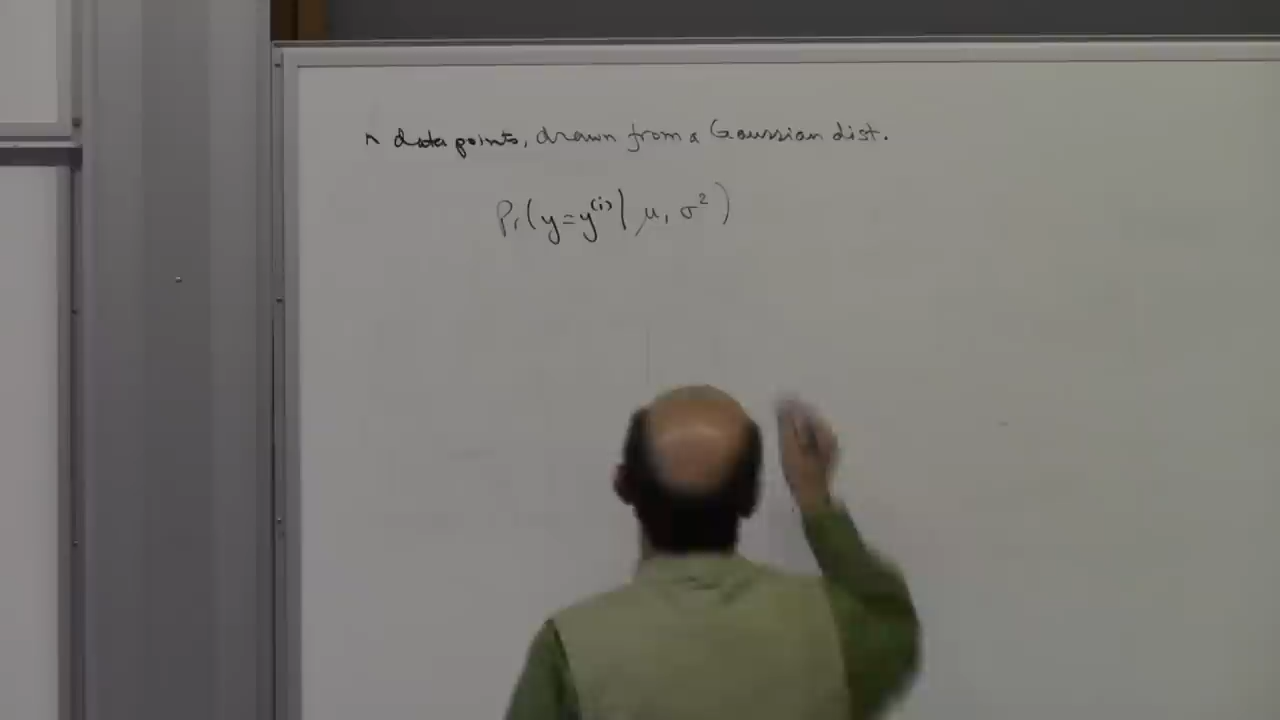 n data points, drawn from a Gaussian dist.
Pr(y=y⁽ⁱ⁾| μ, σ²)